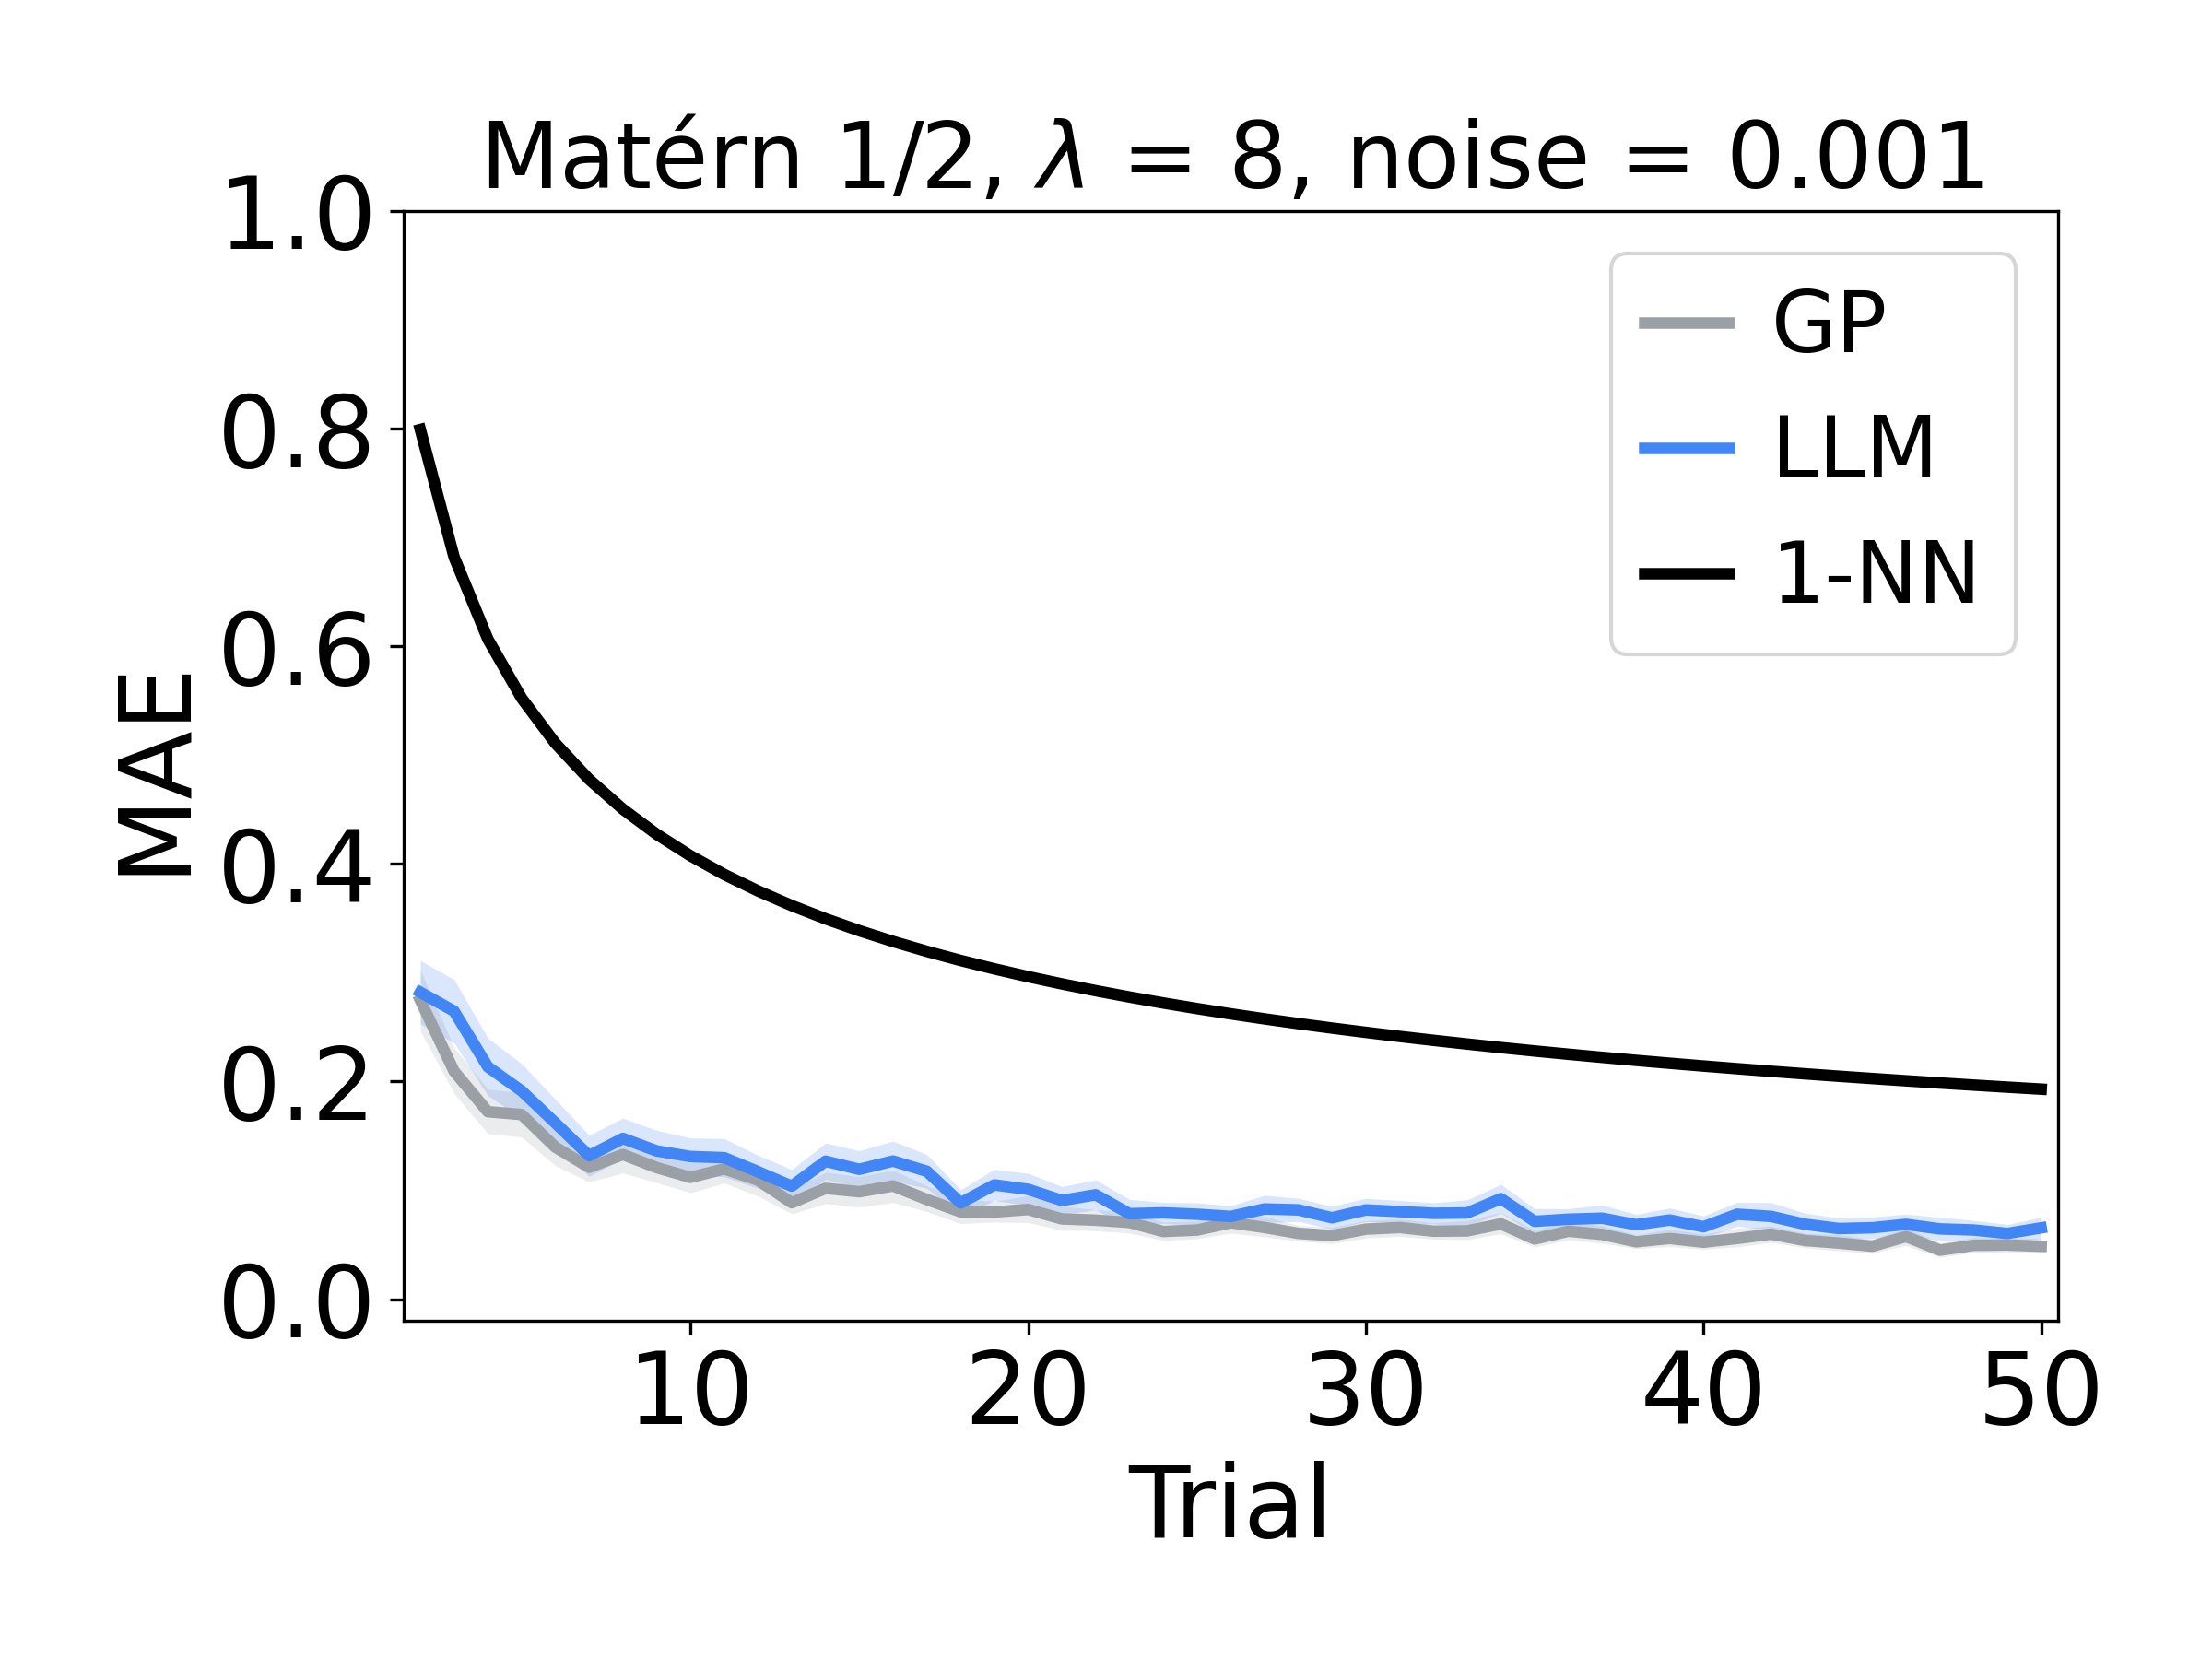 Matérn 1/2, λ = 8, noise = 0.001
1.0
0.8
0.6
0.4
0.2
0.0
MAE
GP
LLM
1-NN
10 20 30 40 50
Trial